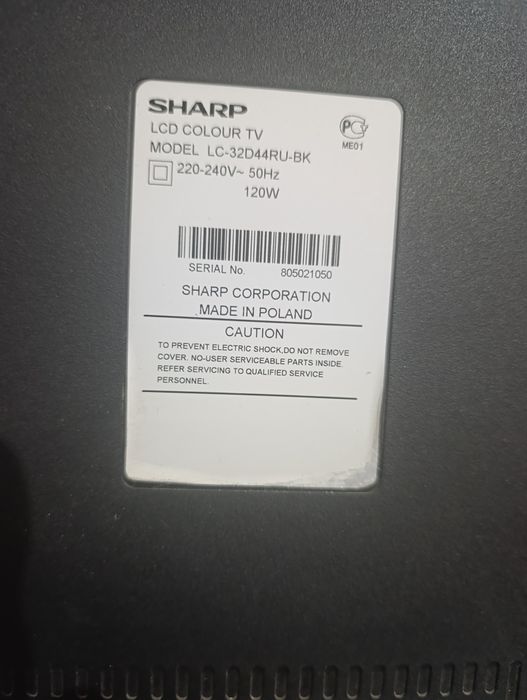 SHARP
LCD COLOUR TV
MODEL LC-32D44RU-BK
220-240V~ 50Hz
120W
РСТ
ME01
SERIAL No. 805021050
SHARP CORPORATION
MADE IN POLAND
CAUTION
TO PREVENT ELECTRIC SHOCK,DO NOT REMOVE
COVER. NO-USER SERVICEABLE PARTS INSIDE.
REFER SERVICING TO QUALIFIED SERVICE
PERSONNEL.